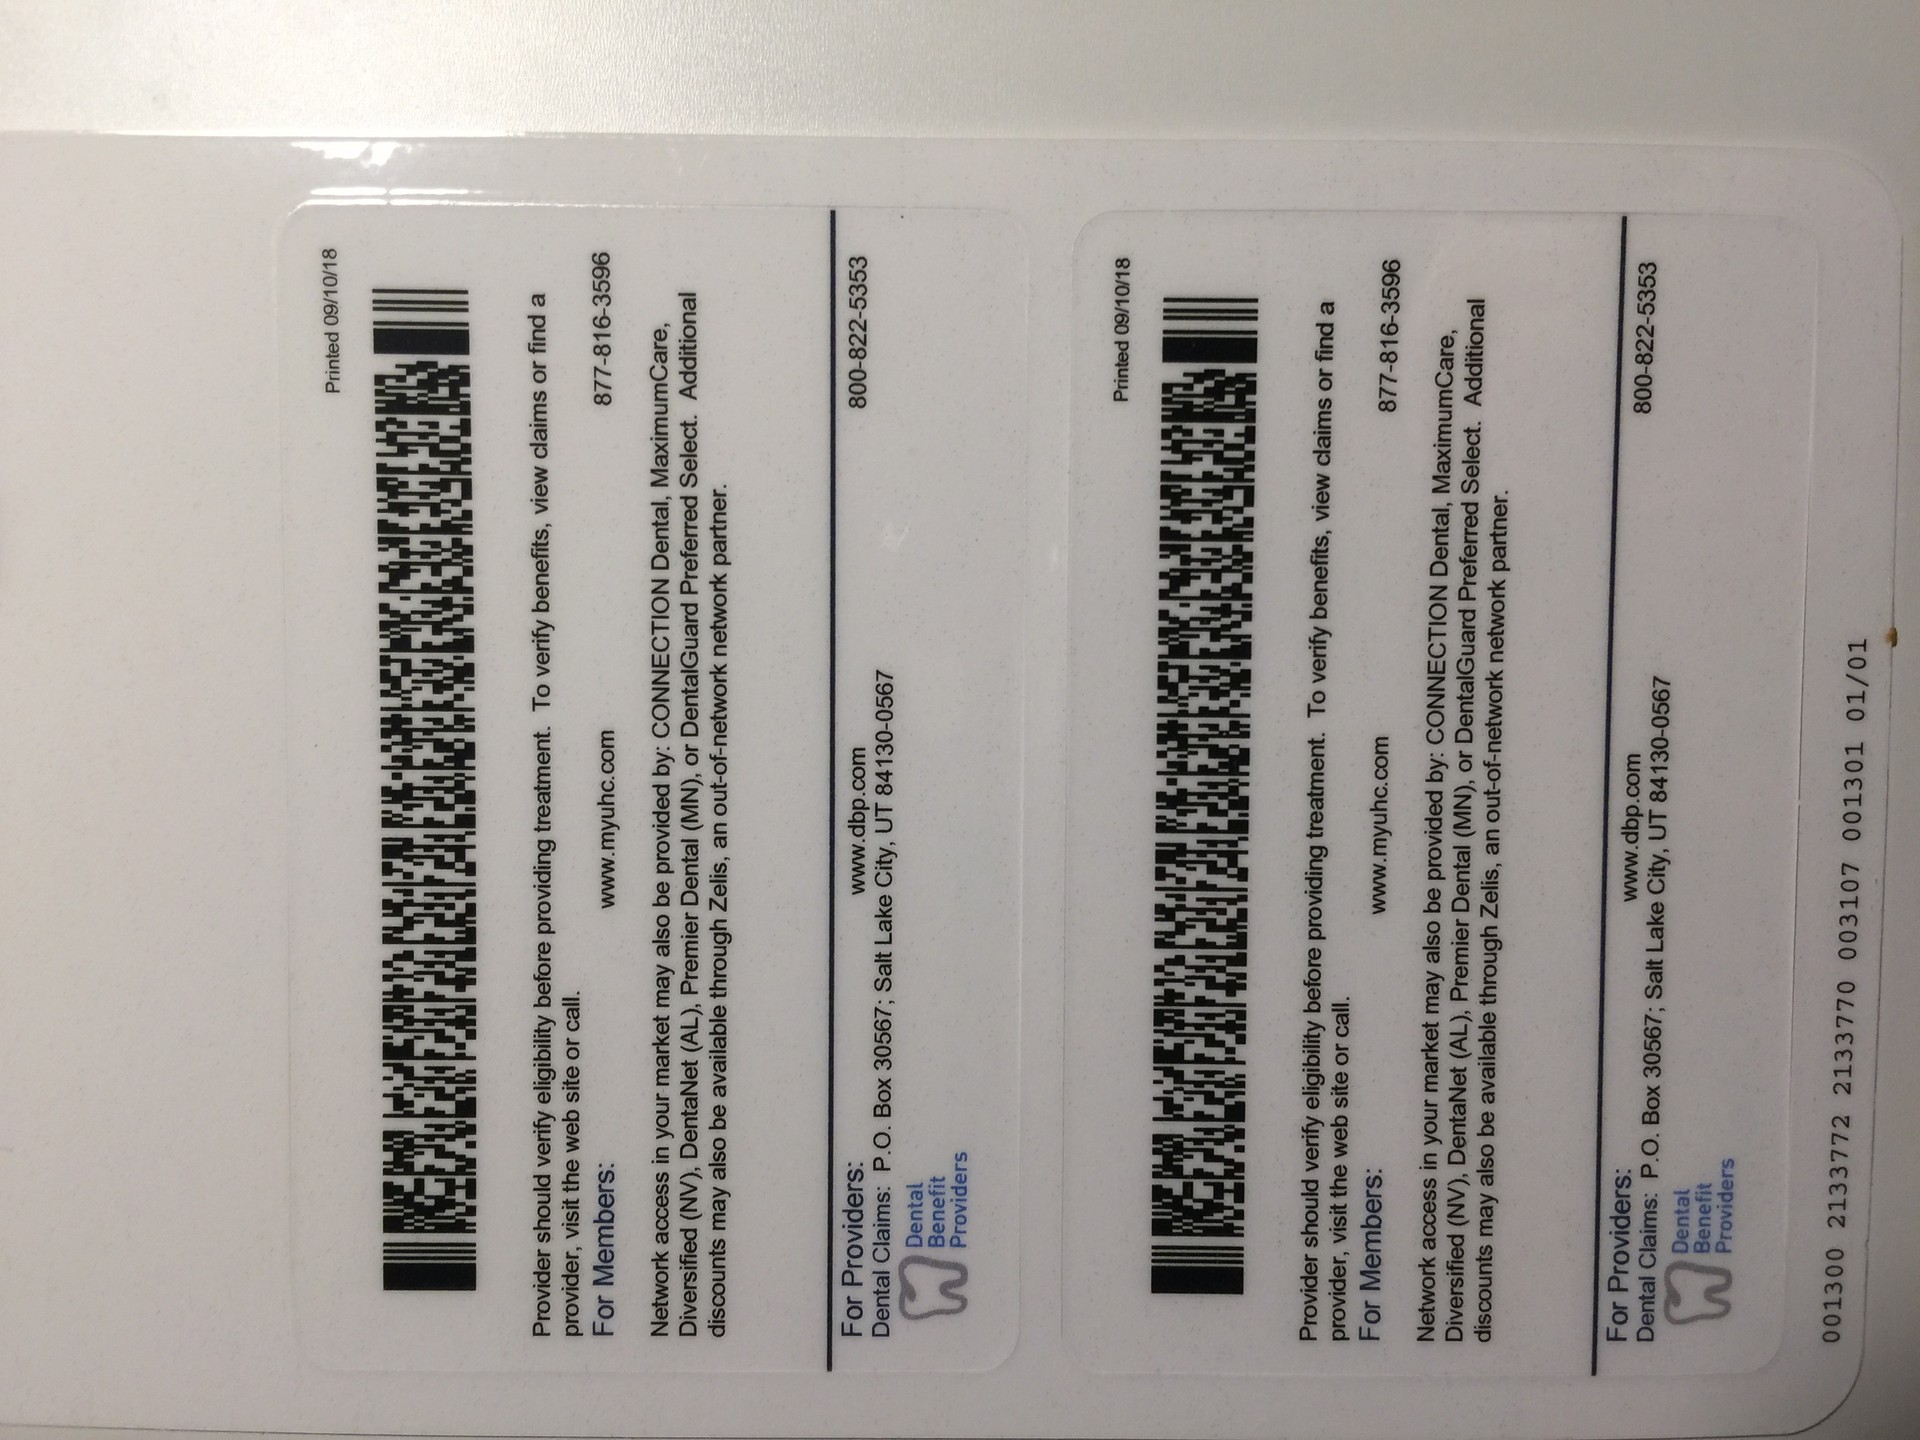 Printed 09/10/18
Provider should verify eligibility before providing treatment. To verify benefits, view claims or find a
provider, visit the web site or call.
For Members: www.myuhc.com 877-816-3596
Network access in your market may also be provided by: CONNECTION Dental, MaximumCare,
Diversified (NV), DentaNet (AL), Premier Dental (MN), or DentalGuard Preferred Select. Additional
discounts may also be available through Zelis, an out-of-network network partner.
For Providers: www.dbp.com 800-822-5353
Dental Claims: P.O. Box 30567; Salt Lake City, UT 84130-0567
Dental
Benefit
Providers
Printed 09/10/18
Provider should verify eligibility before providing treatment. To verify benefits, view claims or find a
provider, visit the web site or call.
For Members: www.myuhc.com 877-816-3596
Network access in your market may also be provided by: CONNECTION Dental, MaximumCare,
Diversified (NV), DentaNet (AL), Premier Dental (MN), or DentalGuard Preferred Select. Additional
discounts may also be available through Zelis, an out-of-network network partner.
For Providers: www.dbp.com 800-822-5353
Dental Claims: P.O. Box 30567; Salt Lake City, UT 84130-0567
Dental
Benefit
Providers
001300 2133772 2133770 003107 001301 01/01